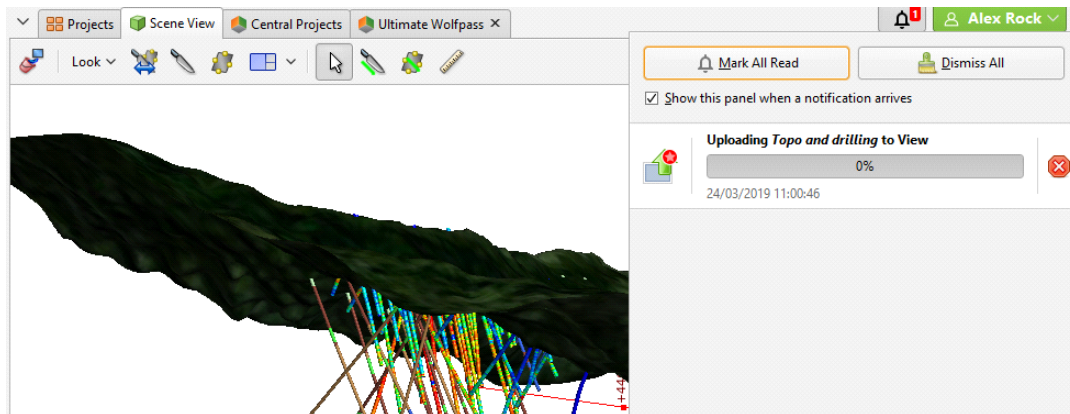 Projects
Scene View
Central Projects
Ultimate Wolfpass
1
Alex Rock
Look
Mark All Read
Dismiss All
Show this panel when a notification arrives
Uploading Topo and drilling to View
0%
24/03/2019 11:00:46
+44